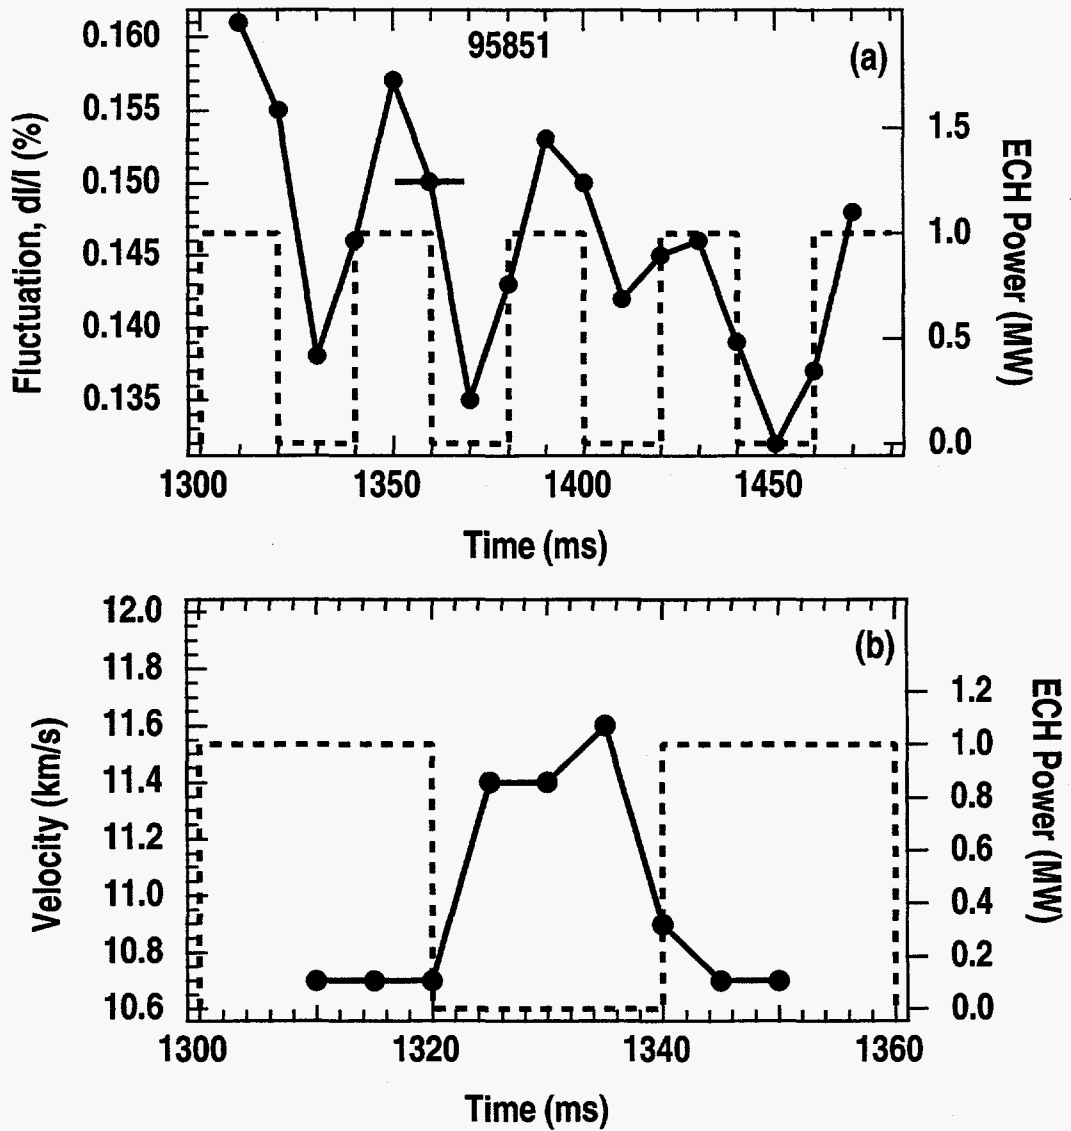 95851
(a)
Fluctuation, dI/I (%)
0.160
0.155
0.150
0.145
0.140
0.135
1.5
1.0
0.5
0.0
ECH Power (MW)
1300 1350 1400 1450
Time (ms)
(b)
Velocity (km/s)
12.0
11.8
11.6
11.4
11.2
11.0
10.8
10.6
1.2
1.0
0.8
0.6
0.4
0.2
0.0
ECH Power (MW)
1300 1320 1340 1360
Time (ms)